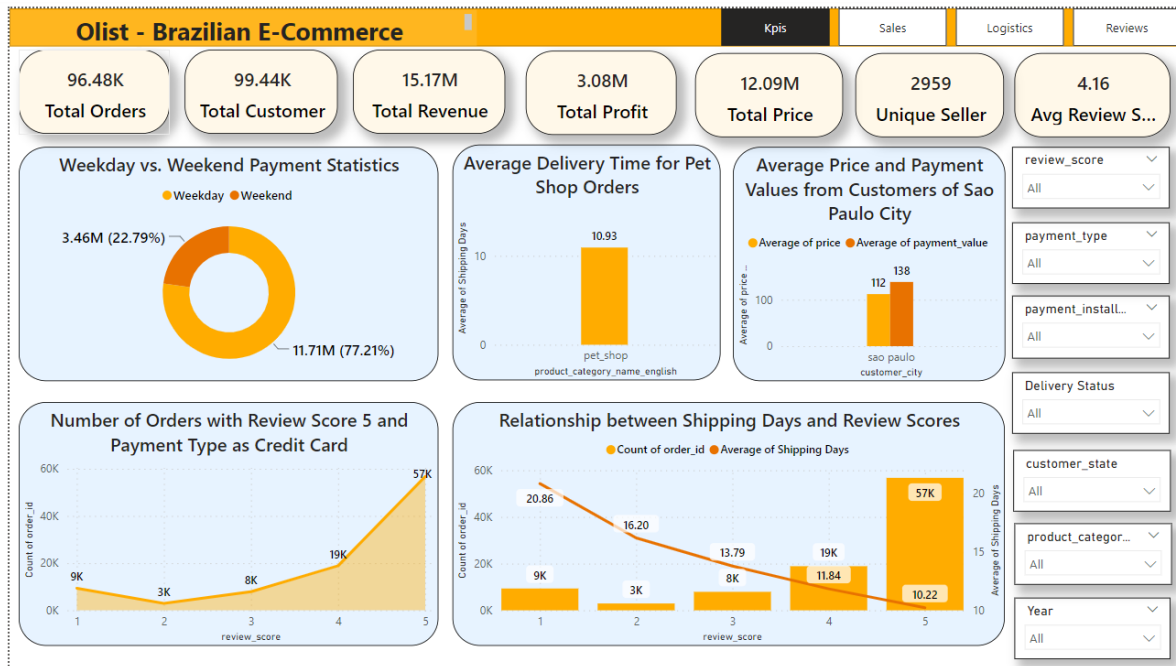 Olist - Brazilian E-Commerce
Kpis
Sales
Logistics
Reviews
96.48K
Total Orders
99.44K
Total Customer
15.17M
Total Revenue
3.08M
Total Profit
12.09M
Total Price
2959
Unique Seller
4.16
Avg Review S...
Weekday vs. Weekend Payment Statistics
Weekday
Weekend
3.46M (22.79%)
11.71M (77.21%)
Average Delivery Time for Pet
Shop Orders
Average of Shipping Days
10
0
10.93
pet_shop
product_category_name_english
Average Price and Payment
Values from Customers of Sao
Paulo City
Average of price
Average of payment_value
Average of price ...
100
0
112
138
sao paulo
customer_city
review_score
All
payment_type
All
payment_install...
All
Delivery Status
All
customer_state
All
product_categor...
All
Year
All
Number of Orders with Review Score 5 and
Payment Type as Credit Card
Count of order_id
60K
40K
20K
0K
9K
3K
8K
19K
57K
1
2
3
4
5
review_score
Relationship between Shipping Days and Review Scores
Count of order_id
Average of Shipping Days
Count of order_id
60K
40K
20K
0K
20.86
16.20
13.79
11.84
10.22
9K
3K
8K
19K
57K
20
15
10
Average of Shipping Days
1
2
3
4
5
review_score